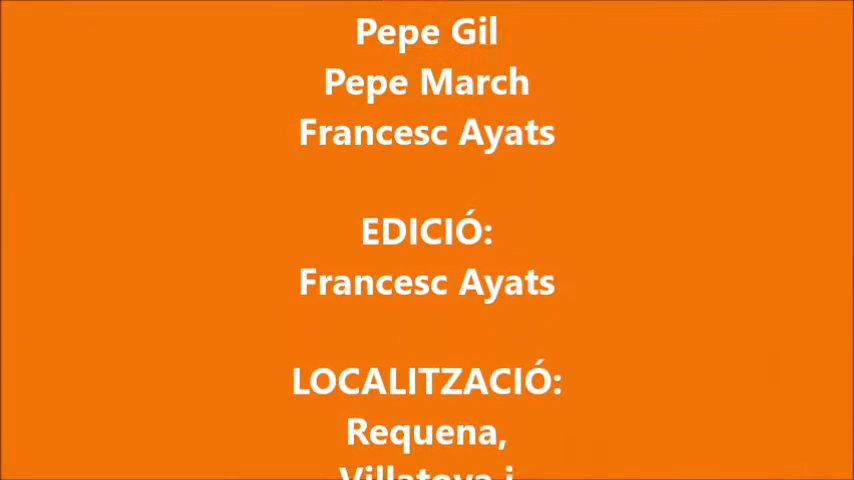 Pepe Gil
Pepe March
Francesc Ayats
EDICIÓ:
Francesc Ayats
LOCALITZACIÓ:
Requena,
i